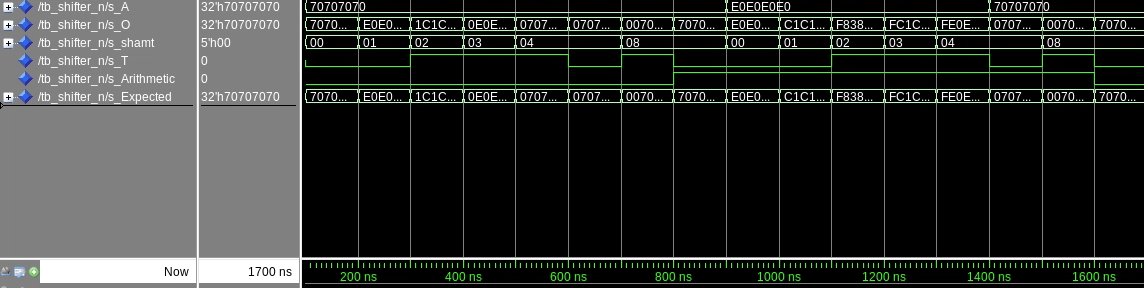 /tb_shifter_n/s_A 32'h70707070 70707070 E0E0E0E0 70707070
/tb_shifter_n/s_O 32'h70707070 7070... E0E0... 1C1C... 0E0E... 0707... 0707... 0070... 7070... E0E0... C1C1... F838... FC1C... FE0E... 0707... 0070... 7070...
/tb_shifter_n/s_shamt 5'h00 00 01 02 03 04 08 00 01 02 03 04 08
/tb_shifter_n/s_T 0
/tb_shifter_n/s_Arithmetic 0
/tb_shifter_n/s_Expected 32'h70707070 7070... E0E0... 1C1C... 0E0E... 0707... 0707... 0070... 7070... E0E0... C1C1... F838... FC1C... FE0E... 0707... 0070... 7070...
Now 1700 ns 200 ns 400 ns 600 ns 800 ns 1000 ns 1200 ns 1400 ns 1600 ns